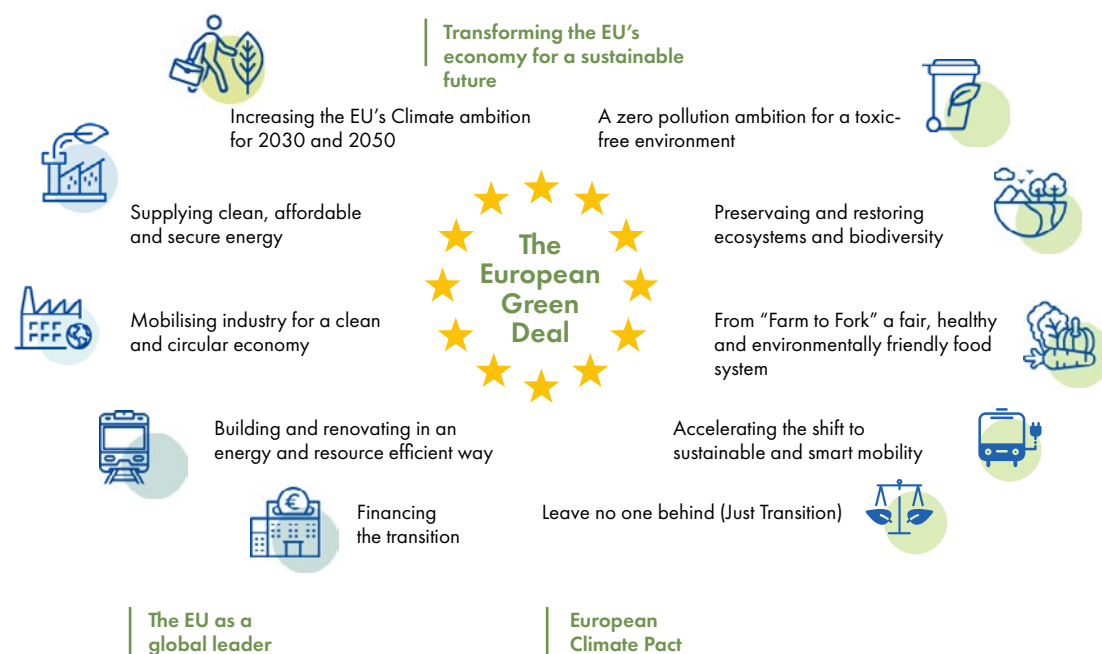 Transforming the EU’s
economy for a sustainable
future
Increasing the EU’s Climate ambition
for 2030 and 2050
A zero pollution ambition for a toxic-
free environment
Supplying clean, affordable
and secure energy
Preservaing and restoring
ecosystems and biodiversity
The
European
Green
Deal
Mobilising industry for a clean
and circular economy
From “Farm to Fork” a fair, healthy
and environmentally friendly food
system
Building and renovating in an
energy and resource efficient way
Accelerating the shift to
sustainable and smart mobility
€
Financing
the transition
Leave no one behind (Just Transition)
The EU as a
global leader
European
Climate Pact